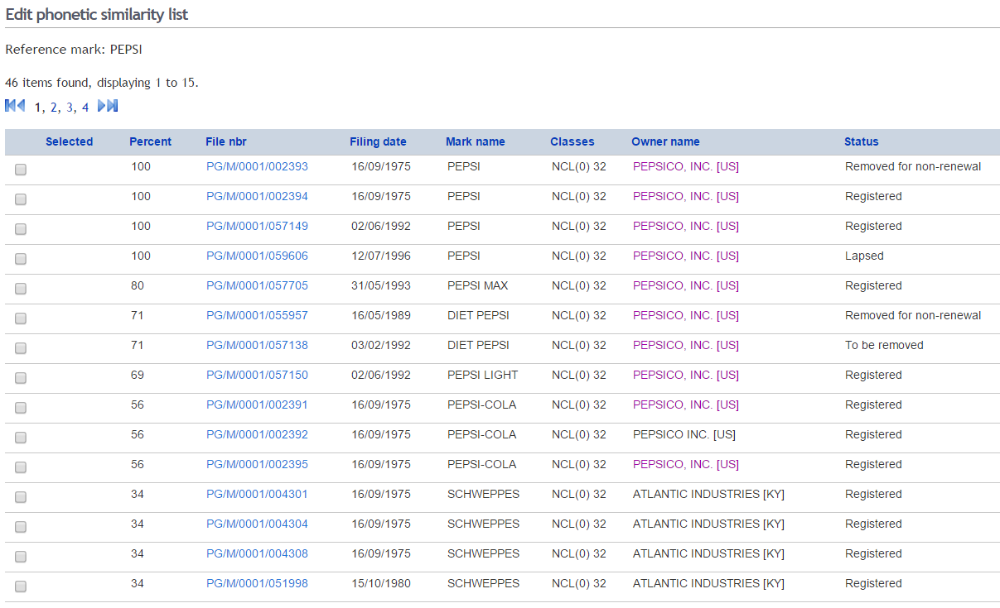 Edit phonetic similarity list
Reference mark: PEPSI
46 items found, displaying 1 to 15.
1, 2, 3, 4
Selected Percent File nbr Filing date Mark name Classes Owner name Status
100 PG/M/0001/002393 16/09/1975 PEPSI NCL(0) 32 PEPSICO, INC. [US] Removed for non-renewal
100 PG/M/0001/002394 16/09/1975 PEPSI NCL(0) 32 PEPSICO, INC. [US] Registered
100 PG/M/0001/057149 02/06/1992 PEPSI NCL(0) 32 PEPSICO, INC. [US] Registered
100 PG/M/0001/059606 12/07/1996 PEPSI NCL(0) 32 PEPSICO, INC. [US] Lapsed
80 PG/M/0001/057705 31/05/1993 PEPSI MAX NCL(0) 32 PEPSICO, INC. [US] Registered
71 PG/M/0001/055957 16/05/1989 DIET PEPSI NCL(0) 32 PEPSICO, INC. [US] Removed for non-renewal
71 PG/M/0001/057138 03/02/1992 DIET PEPSI NCL(0) 32 PEPSICO, INC. [US] To be removed
69 PG/M/0001/057150 02/06/1992 PEPSI LIGHT NCL(0) 32 PEPSICO, INC. [US] Registered
56 PG/M/0001/002391 16/09/1975 PEPSI-COLA NCL(0) 32 PEPSICO, INC. [US] Registered
56 PG/M/0001/002392 16/09/1975 PEPSI-COLA NCL(0) 32 PEPSICO INC. [US] Registered
56 PG/M/0001/002395 16/09/1975 PEPSI-COLA NCL(0) 32 PEPSICO, INC. [US] Registered
34 PG/M/0001/004301 16/09/1975 SCHWEPPES NCL(0) 32 ATLANTIC INDUSTRIES [KY] Registered
34 PG/M/0001/004304 16/09/1975 SCHWEPPES NCL(0) 32 ATLANTIC INDUSTRIES [KY] Registered
34 PG/M/0001/004308 16/09/1975 SCHWEPPES NCL(0) 32 ATLANTIC INDUSTRIES [KY] Registered
34 PG/M/0001/051998 15/10/1980 SCHWEPPES NCL(0) 32 ATLANTIC INDUSTRIES [KY] Registered